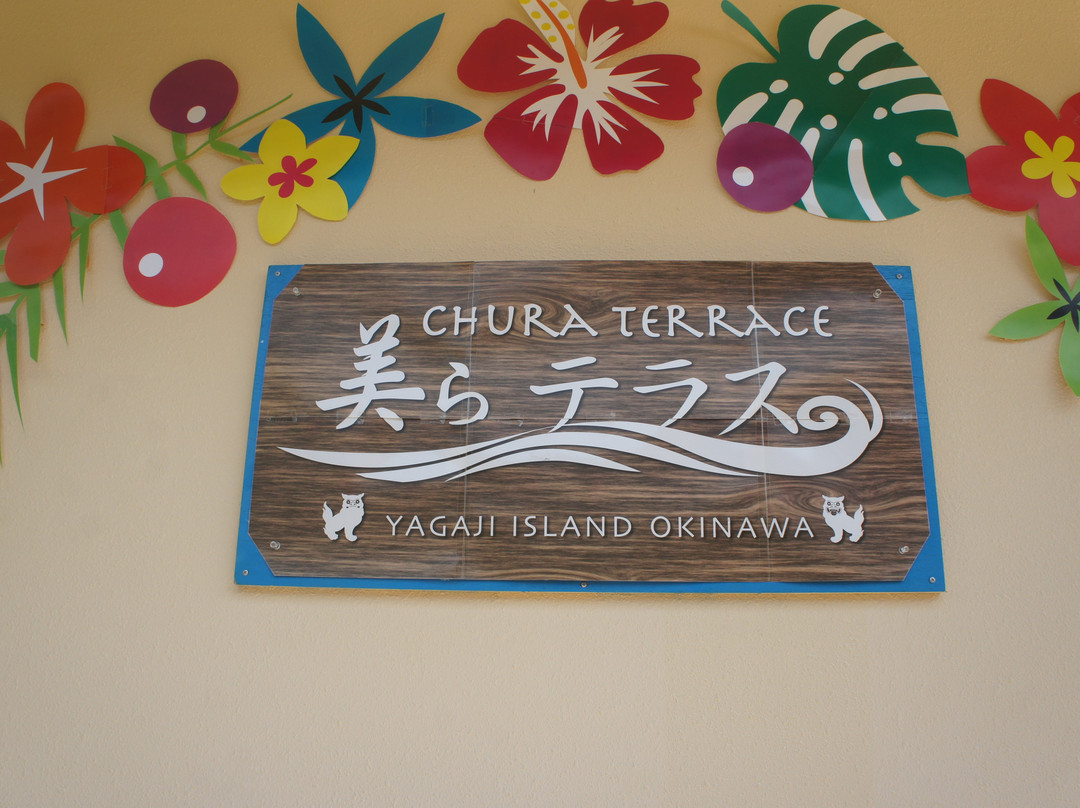 CHURA TERRACE
美ら テラス
YAGAJI ISLAND OKINAWA